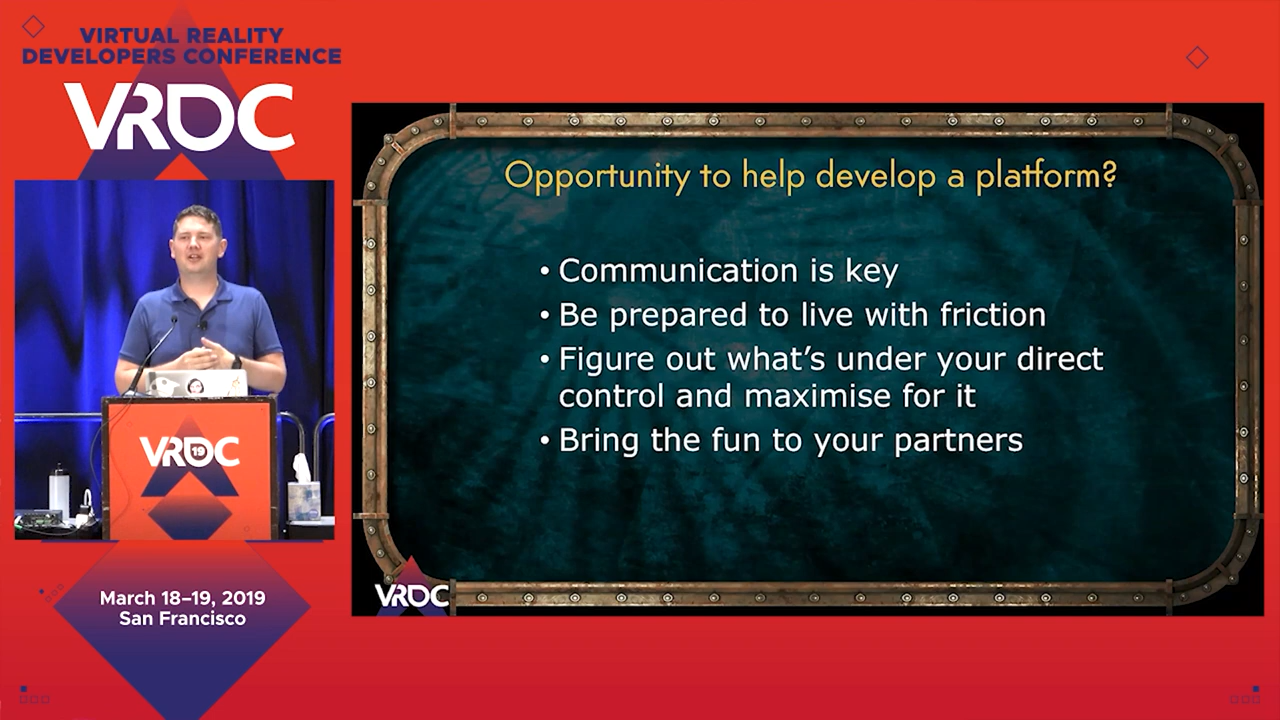 VIRTUAL REALITY
DEVELOPERS CONFERENCE
VRDC
Opportunity to help develop a platform?
• Communication is key
• Be prepared to live with friction
• Figure out what's under your direct
control and maximise for it
• Bring the fun to your partners
VRDC
19
March 18–19, 2019
San Francisco
VRDC